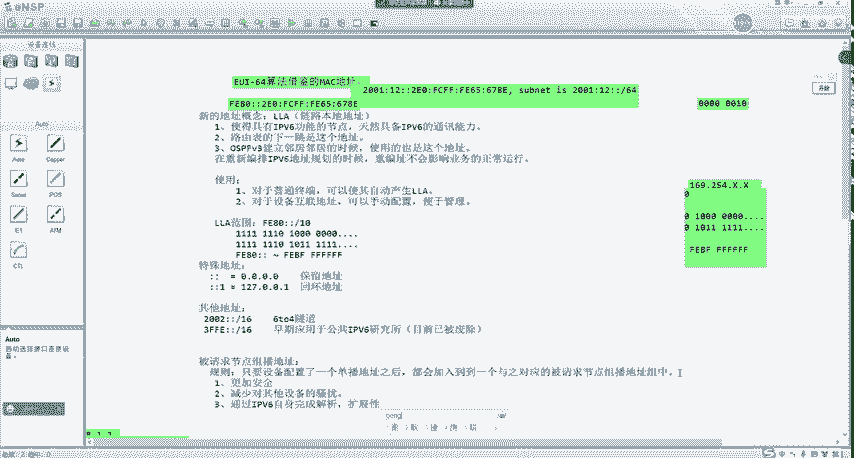 eNSP
设备连线
EUI-64算法借鉴的MAC地址。
2001:12::2E0:FCFF:FE65:678E, subnet is 2001:12::/64
FE80::2E0:FCFF:FE65:678E
0000 0010
新的地址概念：LLA（链路本地地址）
1、使得具有IPV6功能的节点，天然具备IPV6的通讯能力。
2、路由表的下一跳是这个地址。
3、OSPFv3建立邻居邻居的时候，使用的也是这个地址。
在重新编排IPV6地址规划的时候，重编址不会影响业务的正常运行。
169.254.X.X
0
使用：
1、对于普通终端，可以使其自动产生LLA。
2、对于设备互联地址，可以手动配置，便于管理。
0 1000 0000....
0 1011 1111....
FEBF FFFFFF
LLA范围：FE80::/10
1111 1110 1000 0000....
1111 1110 1011 1111....
FE80:: ~ FEBF FFFFFF
特殊地址：
:: = 0.0.0.0 保留地址
::1 = 127.0.0.1 回环地址
其他地址：
2002::/16 6to4隧道
3FFE::/16 早期应用于公共IPV6研究所（目前已被废除）
被请求节点组播地址：
规则：只要设备配置了一个单播地址之后，都会加入到到一个与之对应的被请求节点组播地址组中。
1、更加安全
2、减少对其他设备的骚扰。
3、通过IPV6自身完成解析，扩展性
geng
Auto
Auto
Copper
Serial
POS
E1
ATM
CTL
Auto
自动选择接口连接设备。